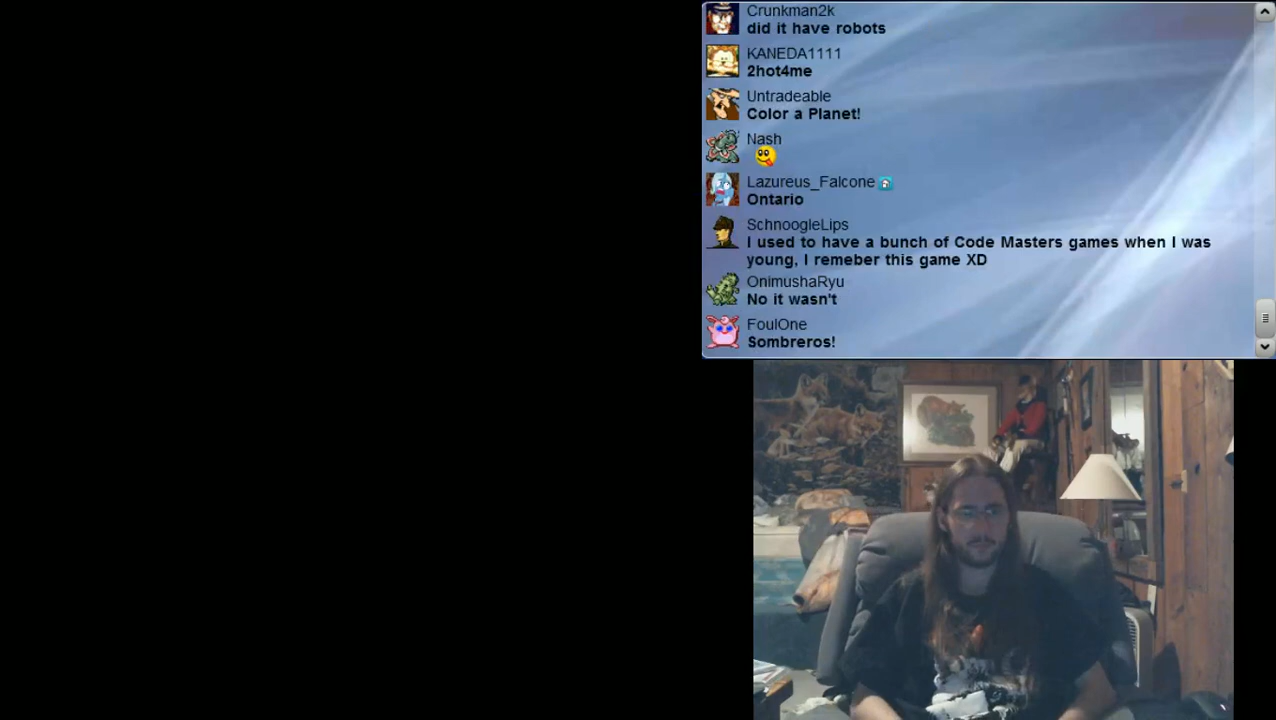 Crunkman2k
did it have robots
KANEDA1111
2hot4me
Untradeable
Color a Planet!
Nash
Lazureus_Falcone
Ontario
SchnoogleLips
I used to have a bunch of Code Masters games when I was
young, I remeber this game XD
OnimushaRyu
No it wasn't
FoulOne
Sombreros!